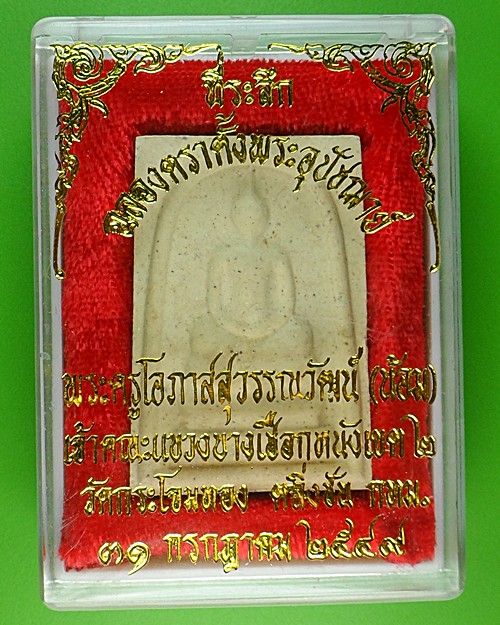 ที่ระลึก
ฉลองตราตั้งพระอุปัชฌาย์
พระครูโอภาสสุวรรณวัฒน์ (น้อม)
เจ้าคณะแขวงบางเชือกหนังเขต ๒
วัดกระโจมทอง ตลิ่งชัน กทม.
๓๑ กรกฎาคม ๒๕๔๙